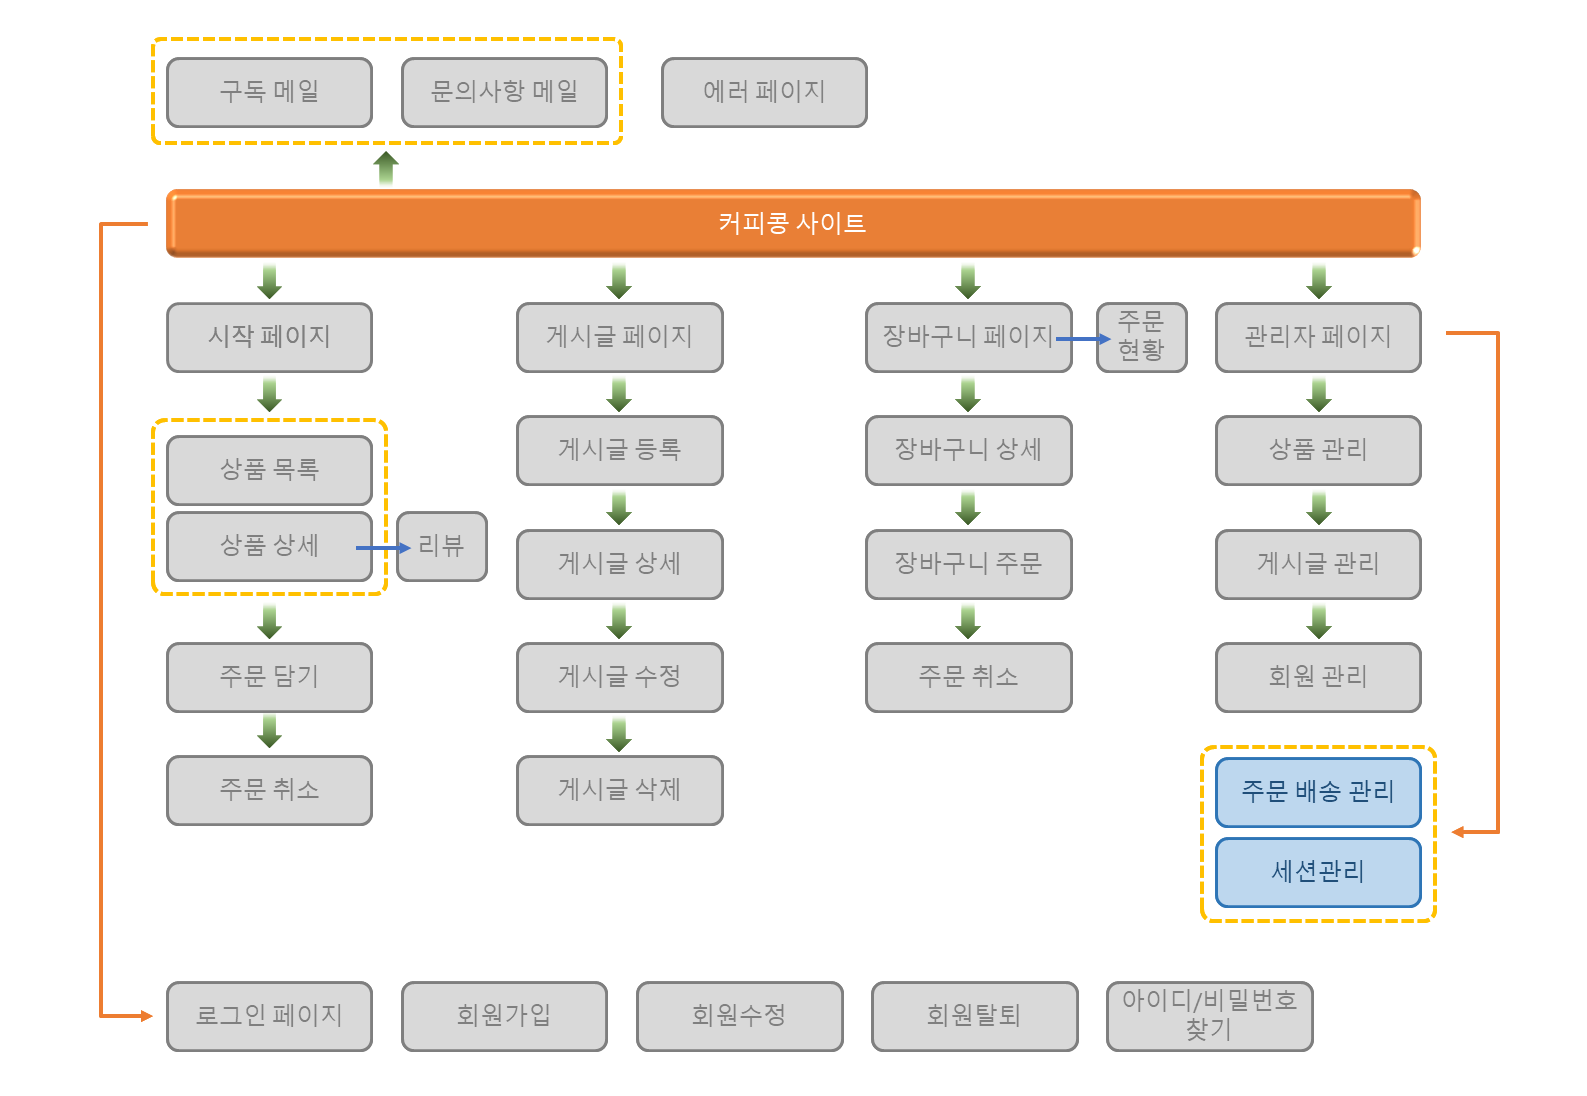 구독 메일
문의사항 메일
에러 페이지
커피콩 사이트
시작 페이지
게시글 페이지
장바구니 페이지
주문
현황
관리자 페이지
상품 목록
게시글 등록
장바구니 상세
상품 관리
상품 상세
리뷰
게시글 상세
장바구니 주문
게시글 관리
주문 담기
게시글 수정
주문 취소
회원 관리
주문 취소
게시글 삭제
주문 배송 관리
세션관리
로그인 페이지
회원가입
회원수정
회원탈퇴
아이디/비밀번호
찾기